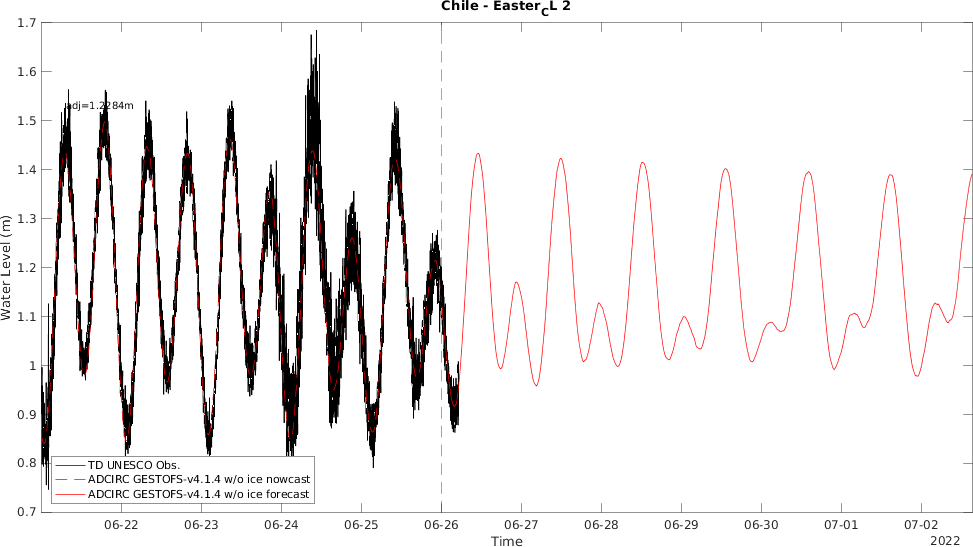 Chile - EasterCL 2
1.7
1.6
1.5
1.4
1.3
1.2
1.1
1
0.9
0.8
0.7
Water Level (m)
adj=1.2284m
TD UNESCO Obs.
ADCIRC GESTOFS-v4.1.4 w/o ice nowcast
ADCIRC GESTOFS-v4.1.4 w/o ice forecast
06-22 06-23 06-24 06-25 06-26 06-27 06-28 06-29 06-30 07-01 07-02
Time
2022